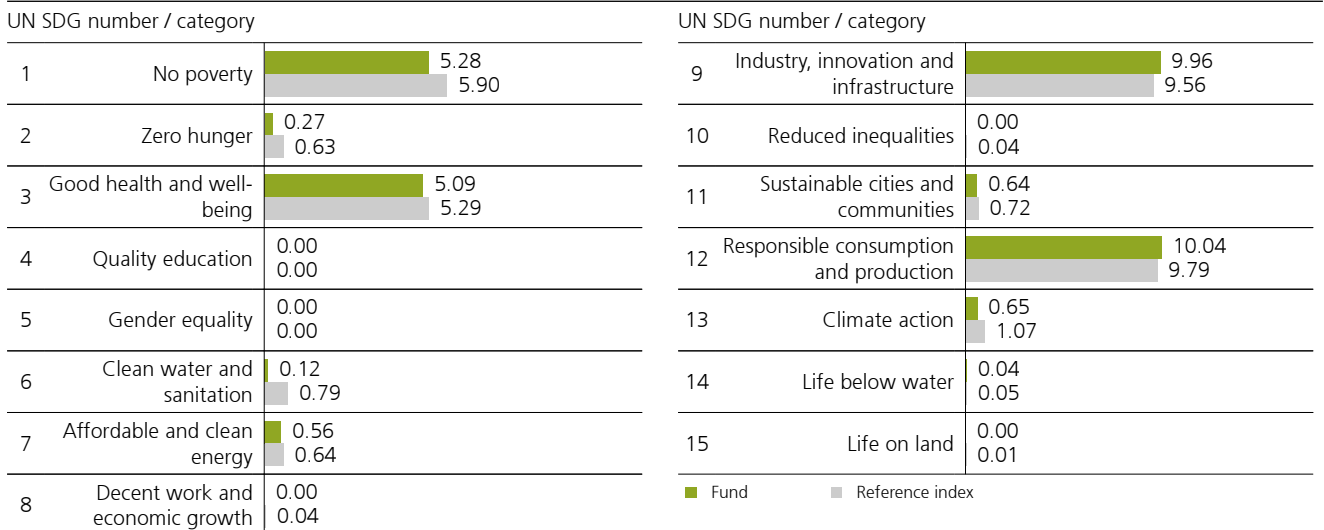 UN SDG number / category
1 No poverty 5.28
5.90
2 Zero hunger 0.27
0.63
3 Good health and well-
being 5.09
5.29
4 Quality education 0.00
0.00
5 Gender equality 0.00
0.00
6 Clean water and
sanitation 0.12
0.79
7 Affordable and clean
energy 0.56
0.64
8 Decent work and
economic growth 0.00
0.04
UN SDG number / category
9 Industry, innovation and
infrastructure 9.96
9.56
10 Reduced inequalities 0.00
0.04
11 Sustainable cities and
communities 0.64
0.72
12 Responsible consumption
and production 10.04
9.79
13 Climate action 0.65
1.07
14 Life below water 0.04
0.05
15 Life on land 0.00
0.01
Fund Reference index